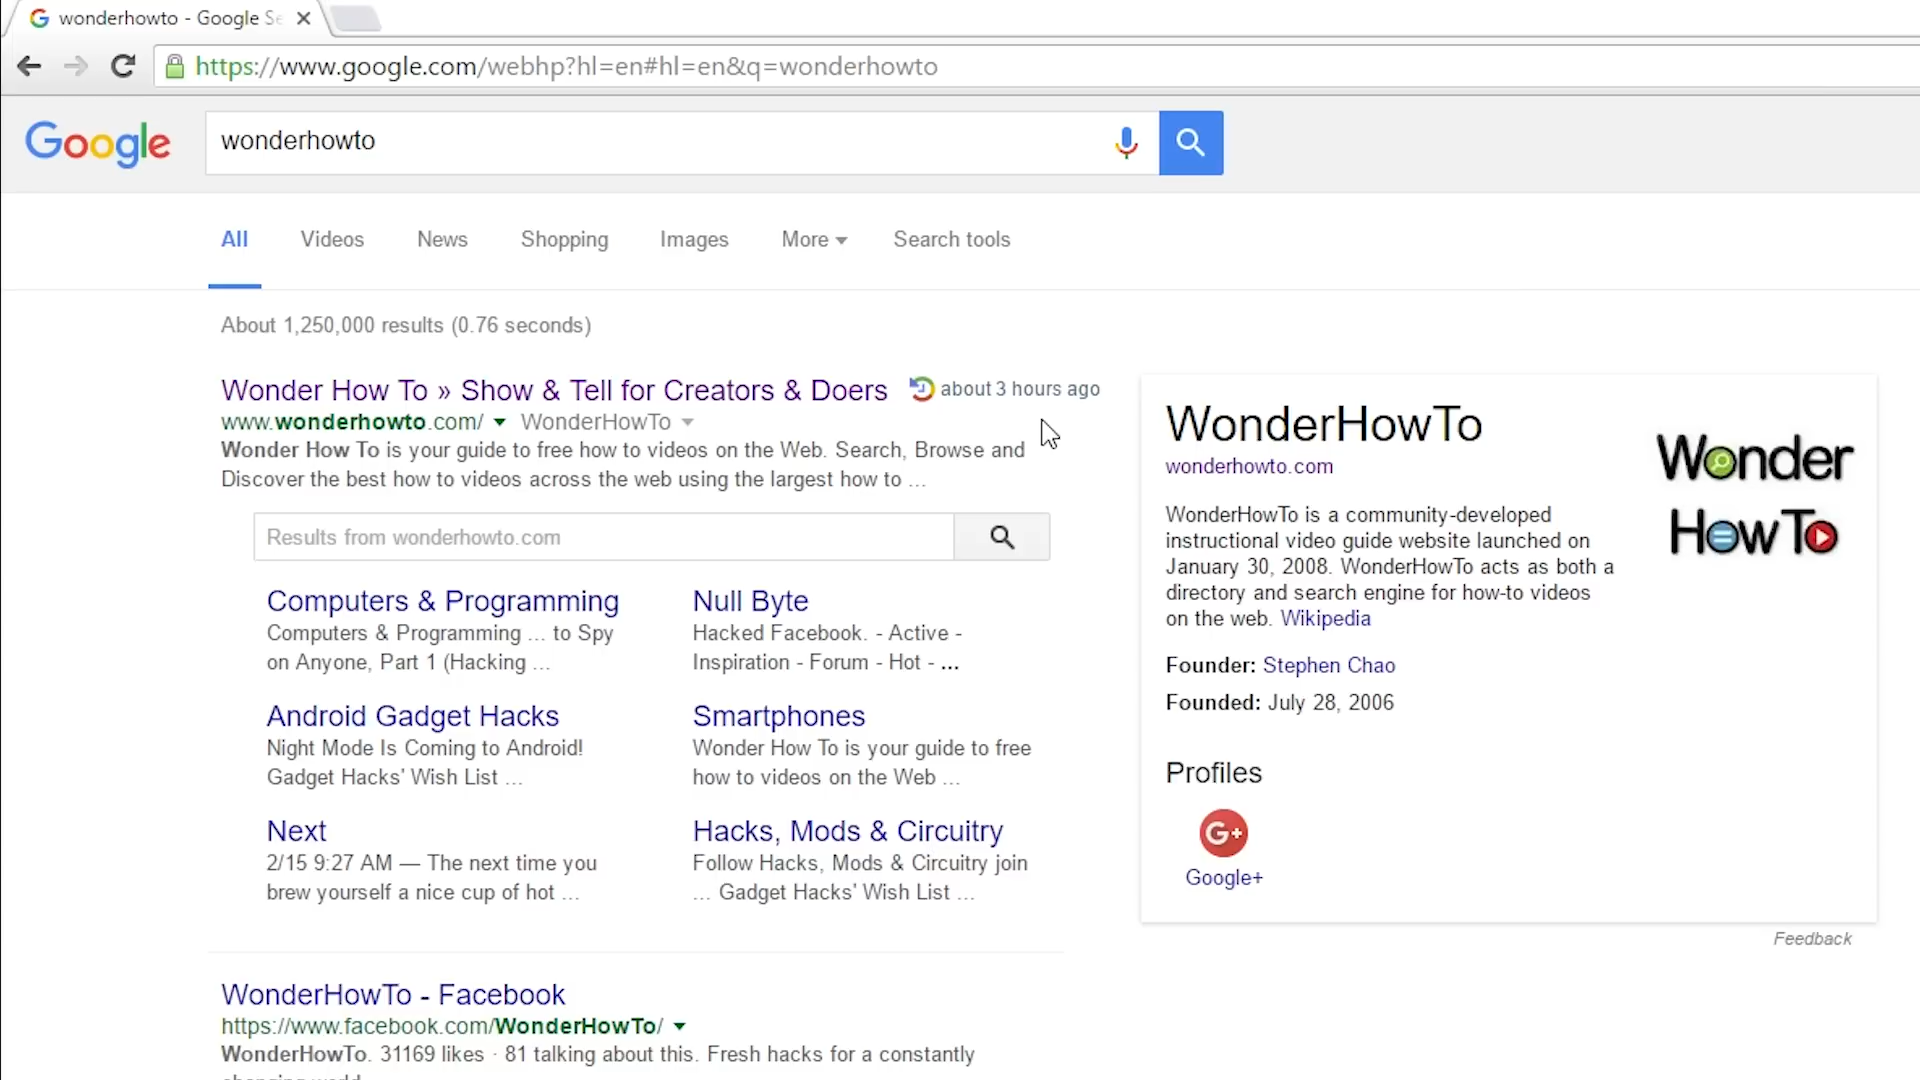 wonderhowto - Google Se
https://www.google.com/webhp?hl=en#hl=en&q=wonderhowto
Google
wonderhowto
All Videos News Shopping Images More Search tools
About 1,250,000 results (0.76 seconds)
Wonder How To » Show & Tell for Creators & Doers about 3 hours ago
www.wonderhowto.com/ WonderHowTo
Wonder How To is your guide to free how to videos on the Web. Search, Browse and
Discover the best how to videos across the web using the largest how to ...
Results from wonderhowto.com
Computers & Programming
Computers & Programming ... to Spy
on Anyone, Part 1 (Hacking ...
Null Byte
Hacked Facebook. - Active -
Inspiration - Forum - Hot - ...
Android Gadget Hacks
Night Mode Is Coming to Android!
Gadget Hacks' Wish List ...
Smartphones
Wonder How To is your guide to free
how to videos on the Web ...
Next
2/15 9:27 AM — The next time you
brew yourself a nice cup of hot ...
Hacks, Mods & Circuitry
Follow Hacks, Mods & Circuitry join
... Gadget Hacks' Wish List ...
WonderHowTo - Facebook
https://www.facebook.com/WonderHowTo/
WonderHowTo. 31169 likes · 81 talking about this. Fresh hacks for a constantly
changing world
WonderHowTo
wonderhowto.com
Wonder
HowTo
WonderHowTo is a community-developed
instructional video guide website launched on
January 30, 2008. WonderHowTo acts as both a
directory and search engine for how-to videos
on the web. Wikipedia
Founder: Stephen Chao
Founded: July 28, 2006
Profiles
G+
Google+
Feedback